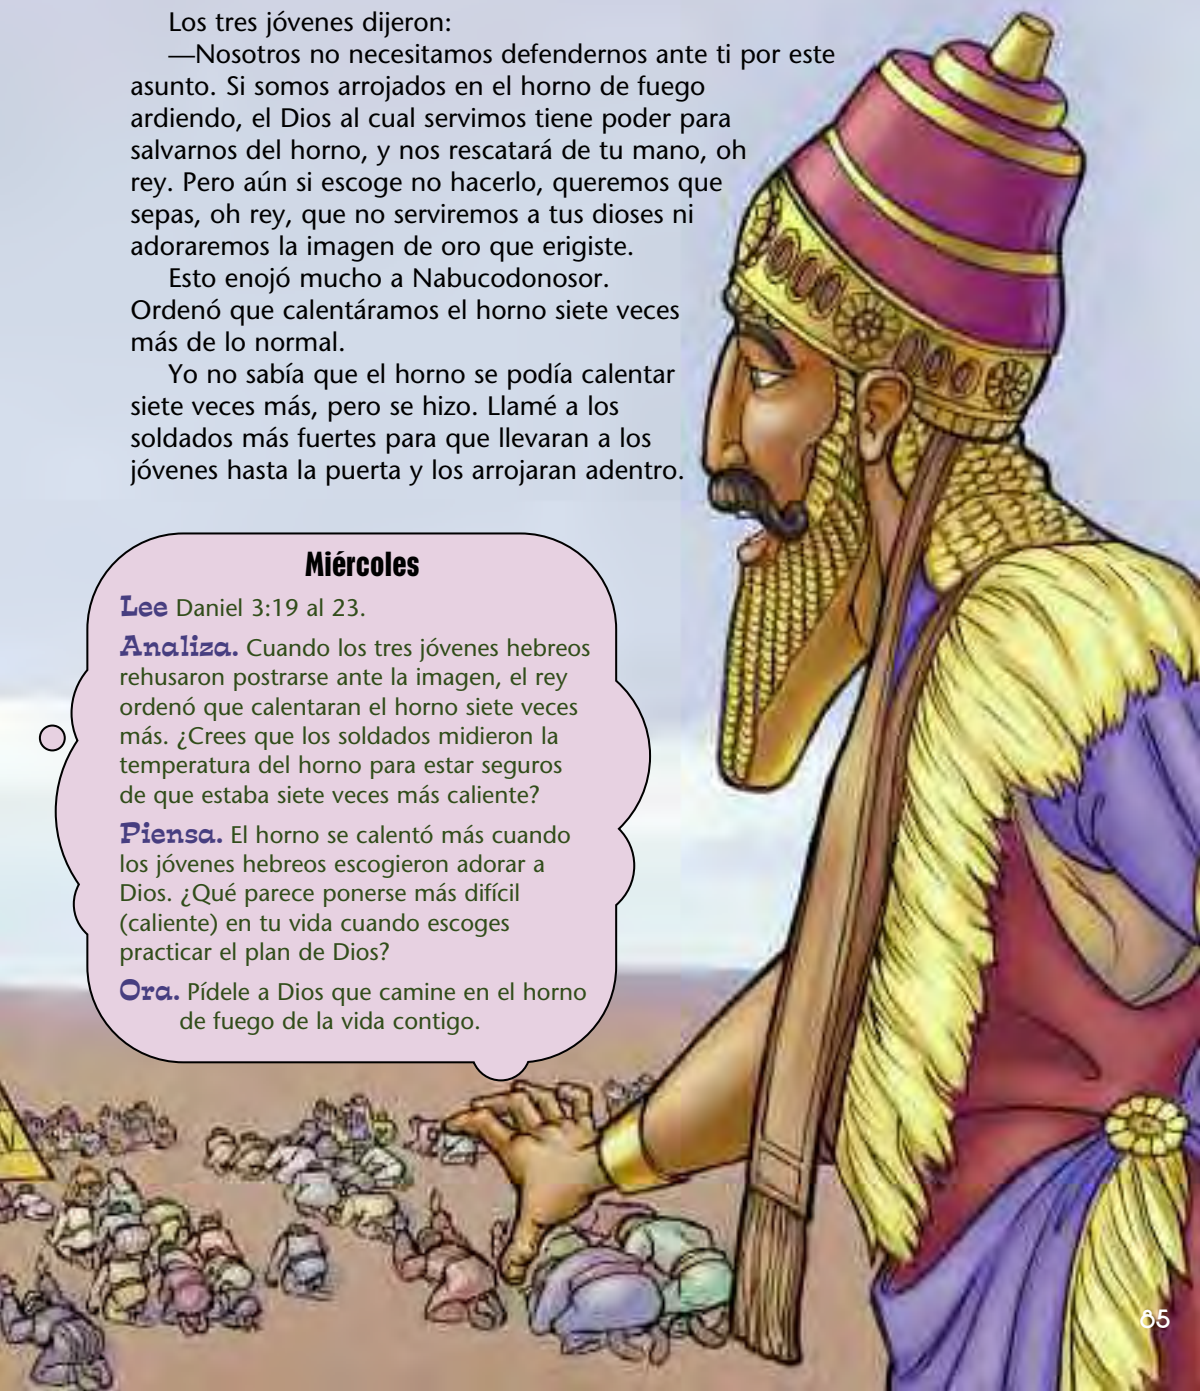 Los tres jóvenes dijeron:
—Nosotros no necesitamos defendernos ante ti por este
asunto. Si somos arrojados en el horno de fuego
ardiendo, el Dios al cual servimos tiene poder para
salvarnos del horno, y nos rescatará de tu mano, oh
rey. Pero aún si escoge no hacerlo, queremos que
sepas, oh rey, que no serviremos a tus dioses ni
adoraremos la imagen de oro que erigiste.
Esto enojó mucho a Nabucodonosor.
Ordenó que calentáramos el horno siete veces
más de lo normal.
Yo no sabía que el horno se podía calentar
siete veces más, pero se hizo. Llamé a los
soldados más fuertes para que llevaran a los
jóvenes hasta la puerta y los arrojaran adentro.
Miércoles
Lee Daniel 3:19 al 23.
Analiza. Cuando los tres jóvenes hebreos
rehusaron postrarse ante la imagen, el rey
ordenó que calentaran el horno siete veces
más. ¿Crees que los soldados midieron la
temperatura del horno para estar seguros
de que estaba siete veces más caliente?
Piensa. El horno se calentó más cuando
los jóvenes hebreos escogieron adorar a
Dios. ¿Qué parece ponerse más difícil
(caliente) en tu vida cuando escoges
practicar el plan de Dios?
Ora. Pídele a Dios que camine en el horno
de fuego de la vida contigo.
85